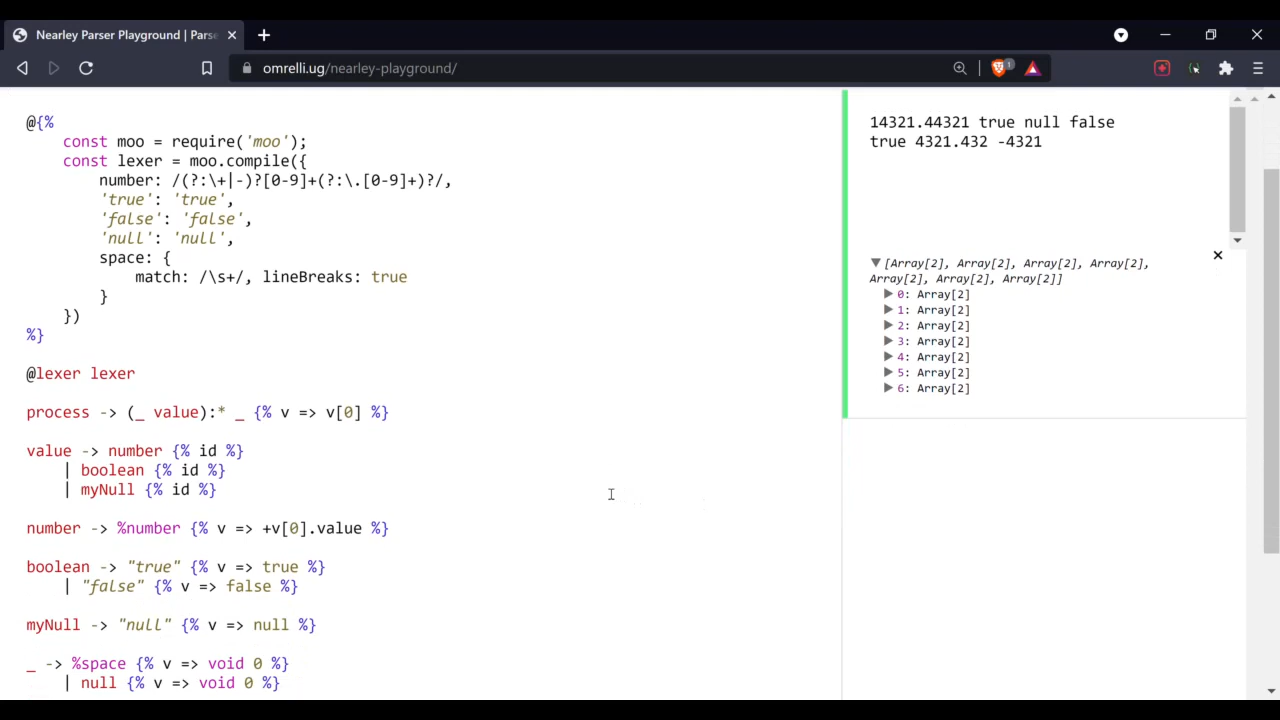 Nearley Parser Playground | Parse
omrelli.ug/nearley-playground/
1
@{%
const moo = require('moo');
const lexer = moo.compile({
number: /(?:\+|-)?[0-9]+(?:\.[0-9]+)?/,
'true': 'true',
'false': 'false',
'null': 'null',
space: {
match: /\s+/, lineBreaks: true
}
})
%}
@lexer lexer
process -> (_ value):* _ {% v => v[0] %}
value -> number {% id %}
| boolean {% id %}
| myNull {% id %}
number -> %number {% v => +v[0].value %}
boolean -> "true" {% v => true %}
| "false" {% v => false %}
myNull -> "null" {% v => null %}
_ -> %space {% v => void 0 %}
| null {% v => void 0 %}
14321.44321 true null false
true 4321.432 -4321
[Array[2], Array[2], Array[2], Array[2],
Array[2], Array[2], Array[2]]
0: Array[2]
1: Array[2]
2: Array[2]
3: Array[2]
4: Array[2]
5: Array[2]
6: Array[2]